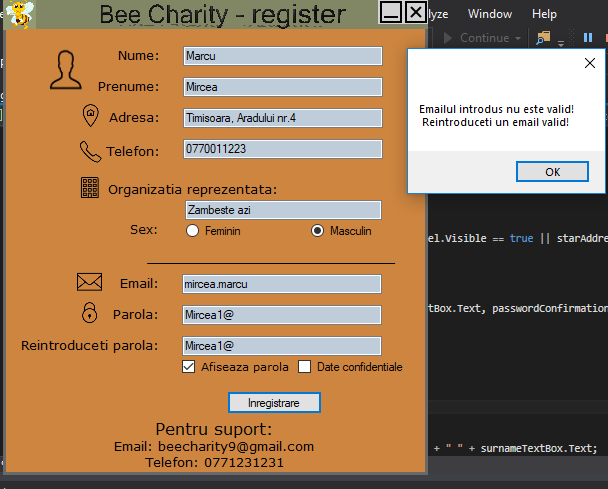 Bee Charity - register
Nume: Marcu
Prenume: Mircea
Adresa: Timisoara, Aradului nr.4
Telefon: 0770011223
Organizatia reprezentata:
Zambeste azi
Sex: Feminin Masculin
Email: mircea.marcu
Parola: Mircea1@
Reintroduceti parola: Mircea1@
Afiseaza parola Date confidentiale
Inregistrare
Pentru suport:
Email: beecharity9@gmail.com
Telefon: 0771231231
lyze Window Help
Continue
Emailul introdus nu este valid!
Reintroduceti un email valid!
OK
el.Visible == true || starAddre
tBox.Text, passwordConfirmation
+ " " + surnameTextBox.Text;